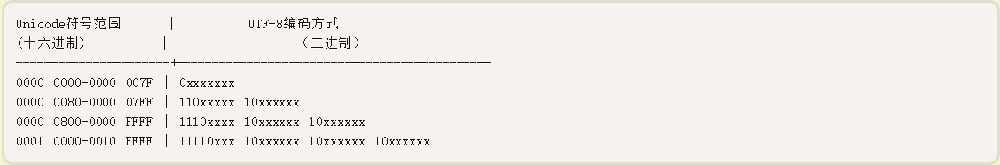 Unicode符号范围 | UTF-8编码方式
(十六进制) | （二进制）
----------------------+---------------------------------------------
0000 0000-0000 007F | 0xxxxxxx
0000 0080-0000 07FF | 110xxxxx 10xxxxxx
0000 0800-0000 FFFF | 1110xxxx 10xxxxxx 10xxxxxx
0001 0000-0010 FFFF | 11110xxx 10xxxxxx 10xxxxxx 10xxxxxx